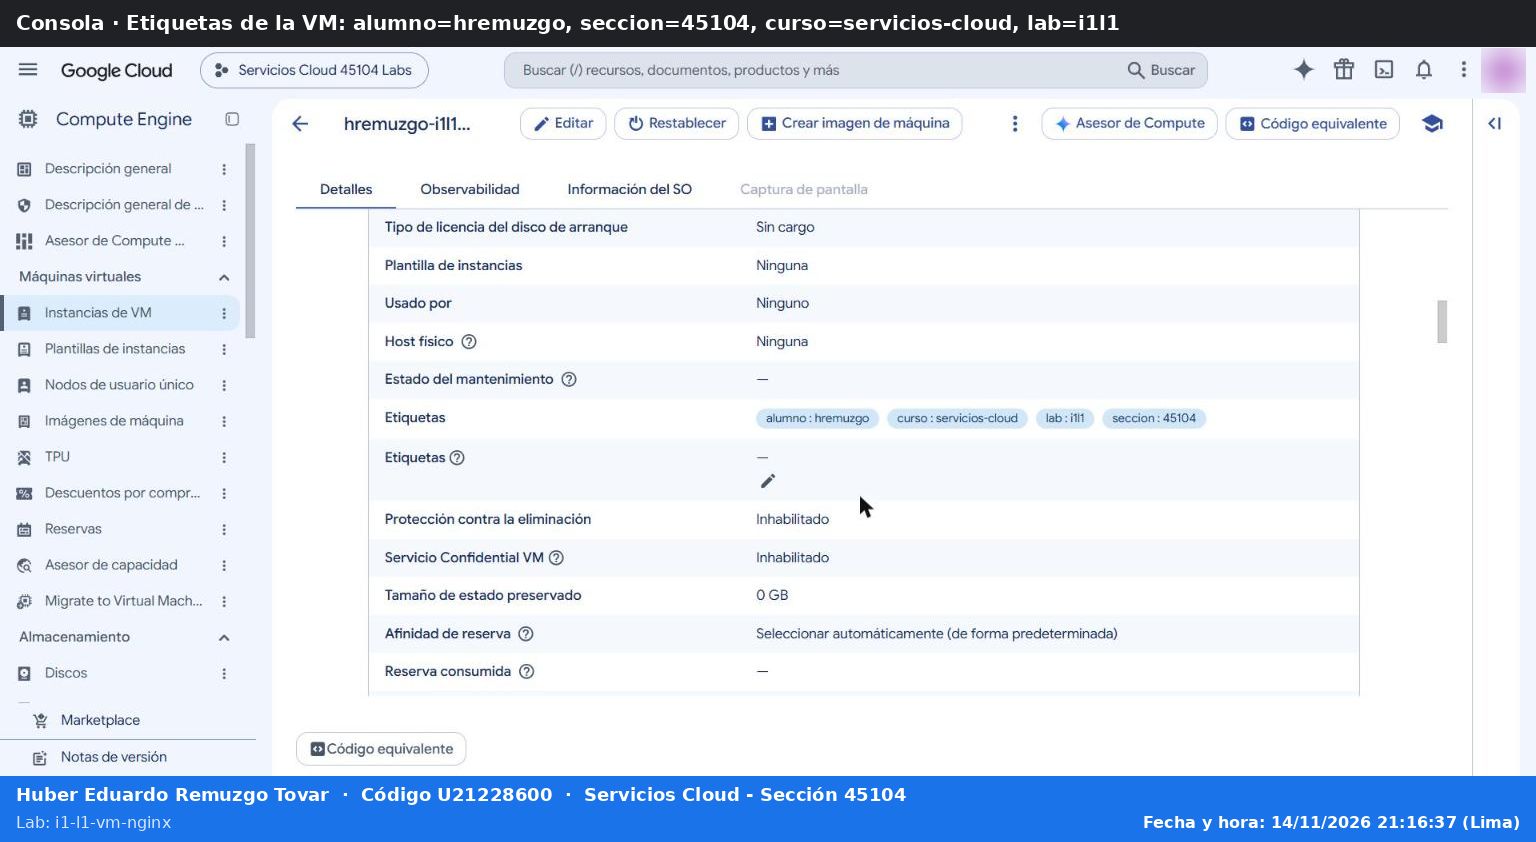 Consola · Etiquetas de la VM: alumno=hremuzgo, seccion=45104, curso=servicios-cloud, lab=i1l1
Google Cloud
Servicios Cloud 45104 Labs
Buscar (/) recursos, documentos, productos y más
Buscar
Compute Engine
hremuzgo-i1l1...
Editar
Restablecer
Crear imagen de máquina
Asesor de Compute
Código equivalente
Descripción general
Descripción general de ...
Asesor de Compute ...
Máquinas virtuales
Instancias de VM
Plantillas de instancias
Nodos de usuario único
Imágenes de máquina
TPU
Descuentos por compr...
Reservas
Asesor de capacidad
Migrate to Virtual Mach...
Almacenamiento
Discos
Marketplace
Notas de versión
Detalles
Observabilidad
Información del SO
Captura de pantalla
Tipo de licencia del disco de arranque Sin cargo
Plantilla de instancias Ninguna
Usado por Ninguno
Host físico Ninguna
Estado del mantenimiento —
Etiquetas alumno : hremuzgo curso : servicios-cloud lab : i1l1 seccion : 45104
Etiquetas —
Protección contra la eliminación Inhabilitado
Servicio Confidential VM Inhabilitado
Tamaño de estado preservado 0 GB
Afinidad de reserva Seleccionar automáticamente (de forma predeterminada)
Reserva consumida —
Código equivalente
Huber Eduardo Remuzgo Tovar · Código U21228600 · Servicios Cloud - Sección 45104
Lab: i1-l1-vm-nginx
Fecha y hora: 14/11/2026 21:16:37 (Lima)